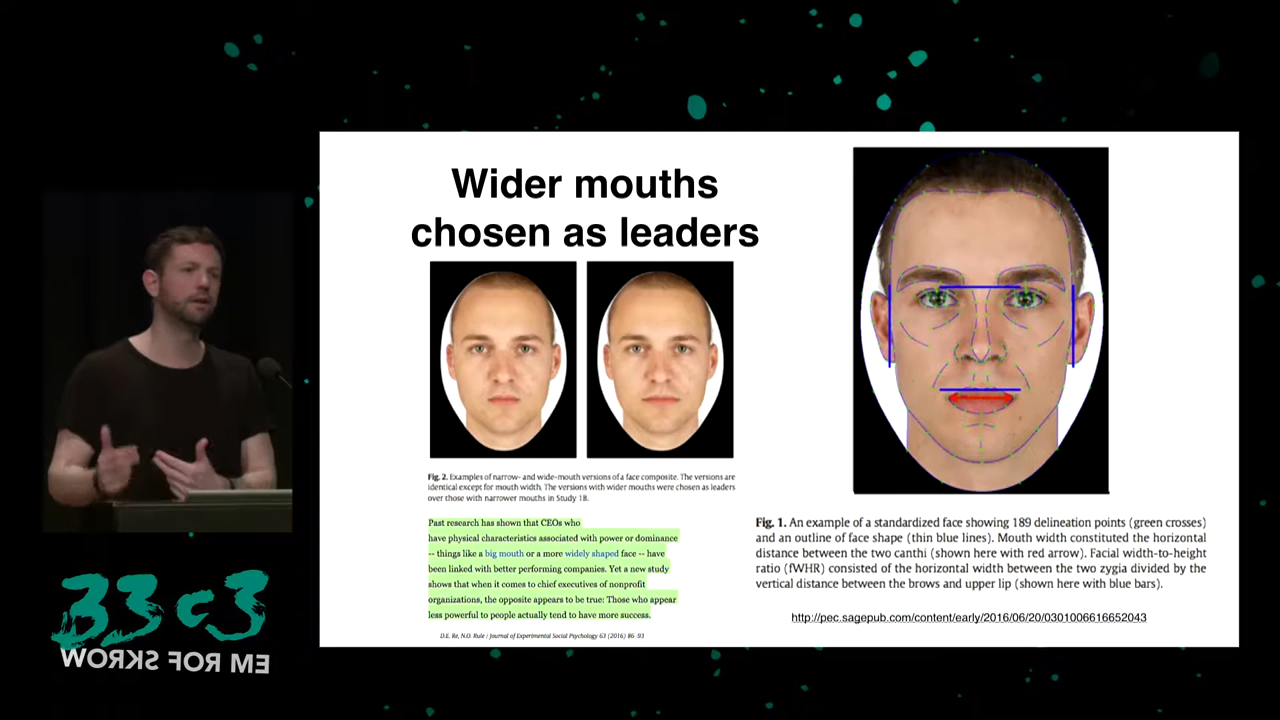 Wider mouths
chosen as leaders
Fig. 2. Examples of narrow- and wide-mouth versions of a face composite. The versions are
identical except for mouth width. The versions with wider mouths were chosen as leaders
over those with narrower mouths in Study 1B.
Past research has shown that CEOs who
have physical characteristics associated with power or dominance
-- things like a big mouth or a more widely shaped face -- have
been linked with better performing companies. Yet a new study
shows that when it comes to chief executives of nonprofit
organizations, the opposite appears to be true: Those who appear
less powerful to people actually tend to have more success.
D.E. Re, N.O. Rule / Journal of Experimental Social Psychology 63 (2016) 86–93
Fig. 1. An example of a standardized face showing 189 delineation points (green crosses)
and an outline of face shape (thin blue lines). Mouth width constituted the horizontal
distance between the two canthi (shown here with red arrow). Facial width-to-height
ratio (fWHR) consisted of the horizontal width between the two zygia divided by the
vertical distance between the brows and upper lip (shown here with blue bars).
http://pec.sagepub.com/content/early/2016/06/20/0301006616652043
33c3
WORKS FOR ME